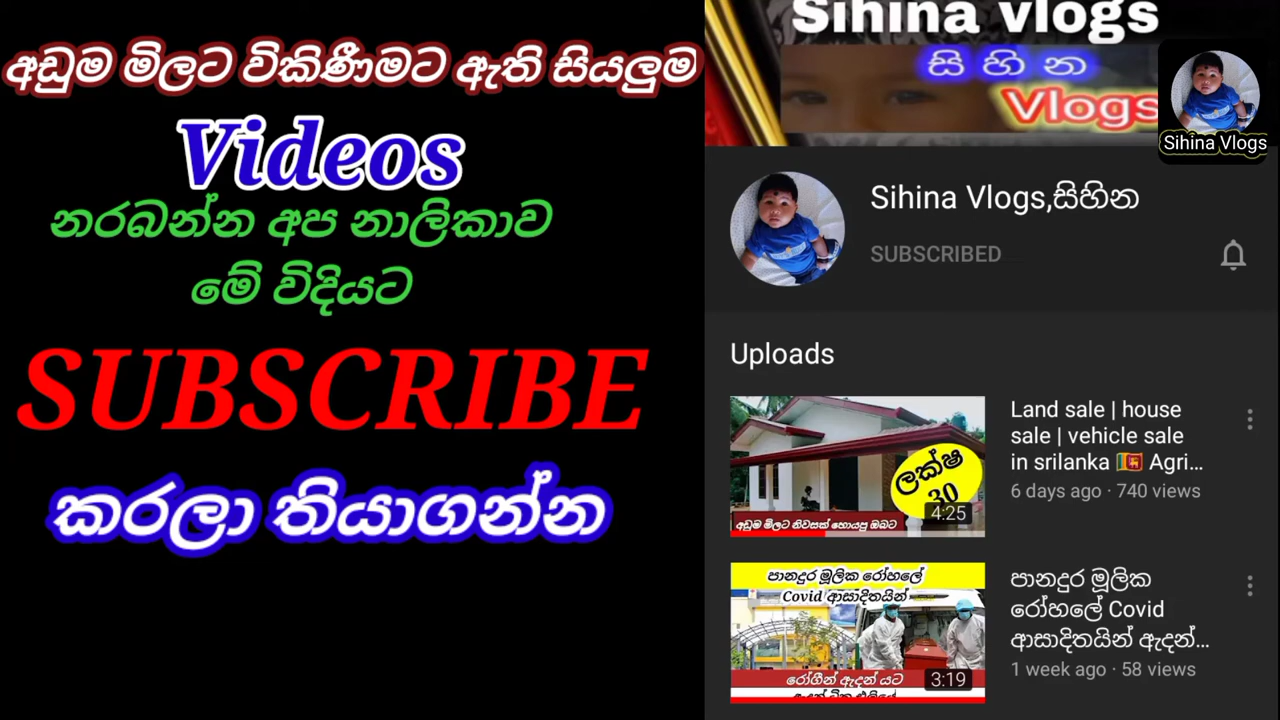 අඩුම මිලට විකිණීමට ඇති සියලුම
Videos
නරබන්න අප නාලිකාව
මේ විදියට
SUBSCRIBE
කරලා තියාගන්න
Sihina vlogs
සිහින
Vlogs
Sihina Vlogs
Sihina Vlogs,සිහින
SUBSCRIBED
Uploads
ලක්ෂ
30
4:25
අඩුම මිලට නිවසක් හොයපු ඔබට
Land sale | house
sale | vehicle sale
in srilanka 🇱🇰 Agri...
6 days ago · 740 views
පානදුර මූලික රෝහලේ
Covid ආසාදිතයින්
රෝගීන් ඇදන් යට
3:19
පානදුර මූලික
රෝහලේ Covid
ආසාදිතයින් ඇදන්...
1 week ago · 58 views